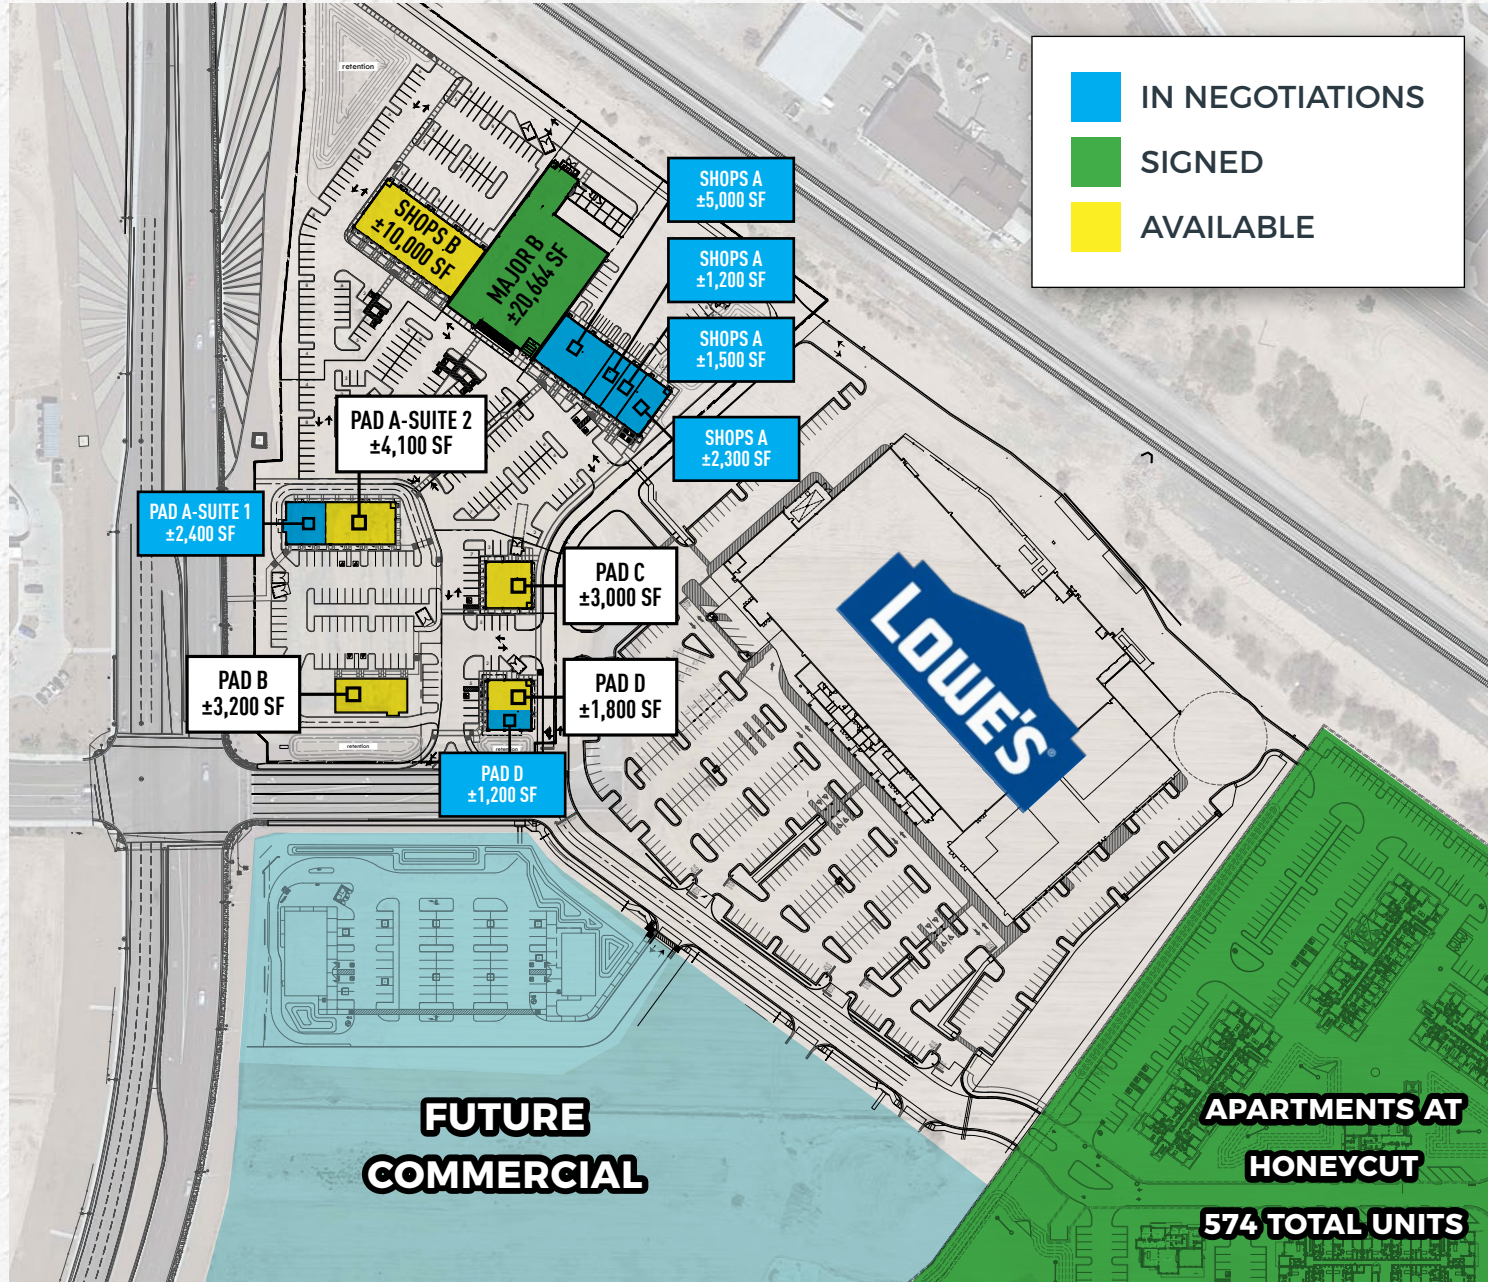 retention
IN NEGOTIATIONS
SIGNED
AVAILABLE
SHOPS A
±5,000 SF
SHOPS B
±10,000 SF
MAJOR B
±20,664 SF
SHOPS A
±1,200 SF
SHOPS A
±1,500 SF
PAD A-SUITE 2
±4,100 SF
SHOPS A
±2,300 SF
PAD A-SUITE 1
±2,400 SF
PAD C
±3,000 SF
LOWE'S
PAD B
±3,200 SF
PAD D
±1,800 SF
retention
retention
PAD D
±1,200 SF
FUTURE
COMMERCIAL
APARTMENTS AT
HONEYCUT
574 TOTAL UNITS